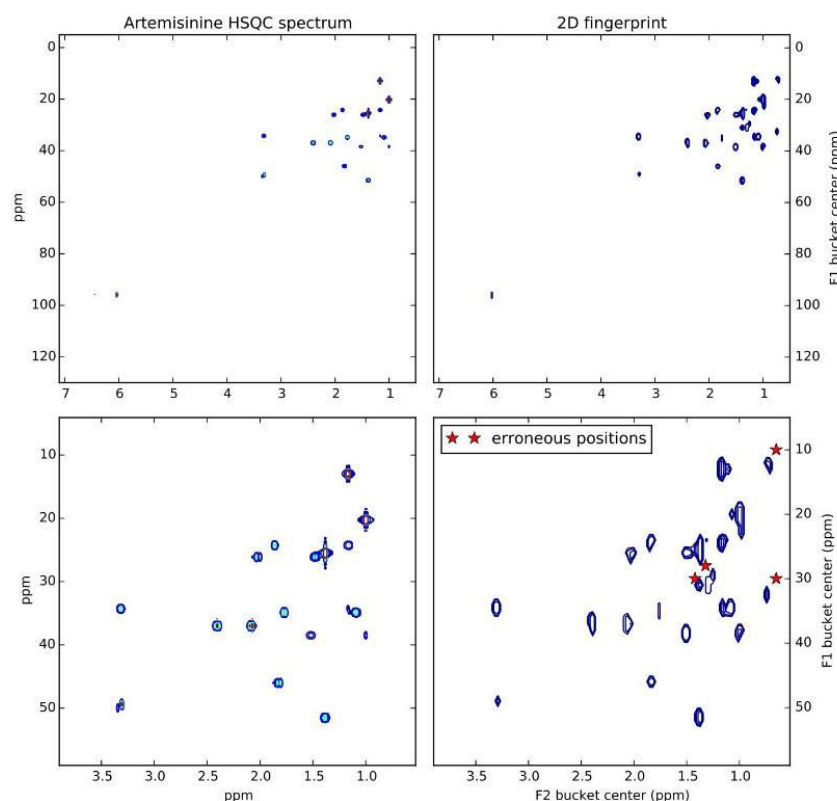 Artemisinine HSQC spectrum
2D fingerprint
0
20
40
60
80
100
120
ppm
7 6 5 4 3 2 1
0
20
40
60
80
100
120
F1 bucket center (ppm)
7 6 5 4 3 2 1
10
20
30
40
50
ppm
3.5 3.0 2.5 2.0 1.5 1.0
ppm
erroneous positions
10
20
30
40
50
F1 bucket center (ppm)
3.5 3.0 2.5 2.0 1.5 1.0
F2 bucket center (ppm)